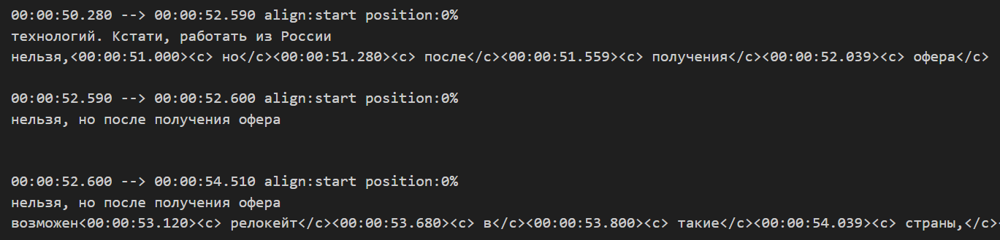 00:00:50.280 --> 00:00:52.590 align:start position:0%
технологий. Кстати, работать из России
нельзя,<00:00:51.000><c> но</c><00:00:51.280><c> после</c><00:00:51.559><c> получения</c><00:00:52.039><c> офера</c>
00:00:52.590 --> 00:00:52.600 align:start position:0%
нельзя, но после получения офера
00:00:52.600 --> 00:00:54.510 align:start position:0%
нельзя, но после получения офера
возможен<00:00:53.120><c> релокейт</c><00:00:53.680><c> в</c><00:00:53.800><c> такие</c><00:00:54.039><c> страны,</c>